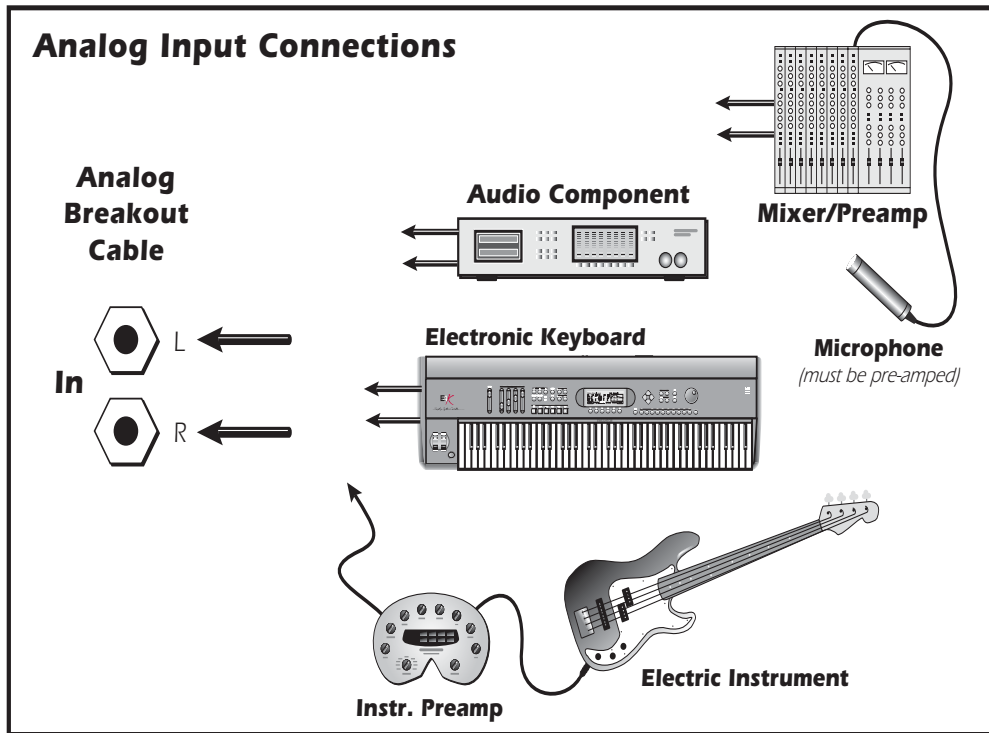 Analog Input Connections
Analog
Breakout
Cable
In
L
R
Audio Component
Mixer/Preamp
Electronic Keyboard
Microphone
(must be pre-amped)
Instr. Preamp
Electric Instrument